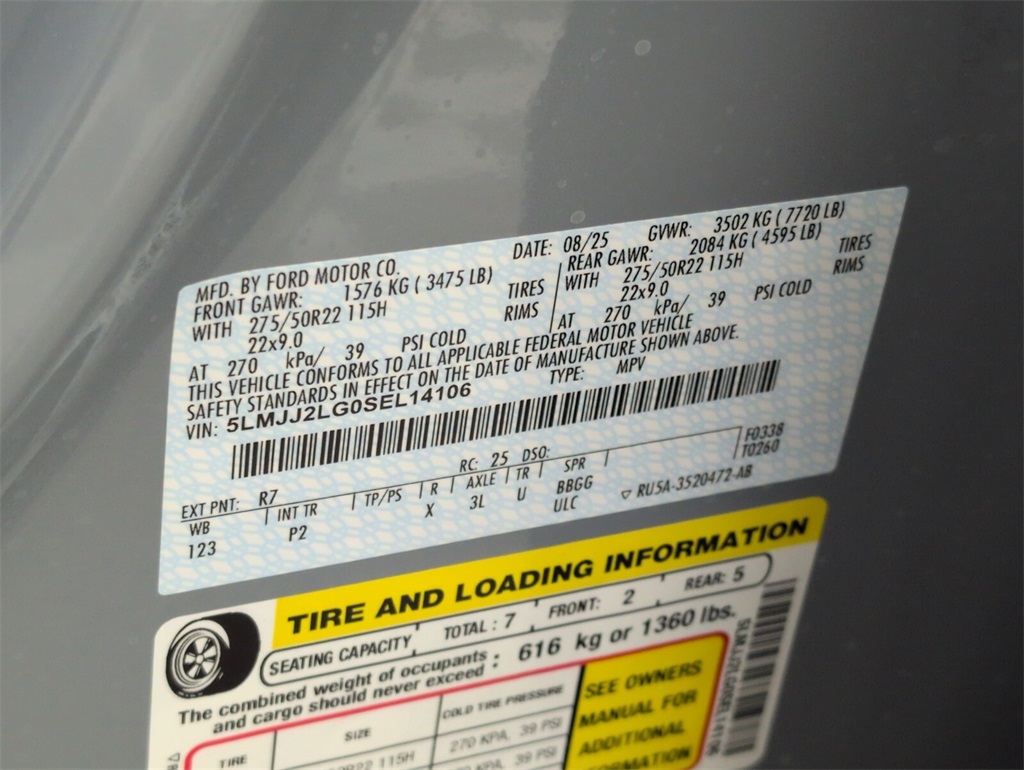 MFD. BY FORD MOTOR CO. DATE: 08/25 GVWR: 3502 KG ( 7720 LB)
FRONT GAWR: 1576 KG ( 3475 LB) REAR GAWR: 2084 KG ( 4595 LB)
WITH 275/50R22 115H TIRES WITH 275/50R22 115H TIRES
22x9.0 RIMS 22x9.0 RIMS
AT 270 kPa/ 39 PSI COLD AT 270 kPa/ 39 PSI COLD
THIS VEHICLE CONFORMS TO ALL APPLICABLE FEDERAL MOTOR VEHICLE
SAFETY STANDARDS IN EFFECT ON THE DATE OF MANUFACTURE SHOWN ABOVE.
VIN: 5LMJJ2LG0SEL14106 TYPE: MPV
EXT PNT: R7 RC: 25 DSO: F0338
WB INT TR TP/PS R AXLE TR SPR T0260
123 P2 X 3L U BBGG
ULC RU5A-3520472-AB
TIRE AND LOADING INFORMATION
SEATING CAPACITY TOTAL : 7 FRONT: 2 REAR: 5
The combined weight of occupants
and cargo should never exceed : 616 kg or 1360 lbs.
TIRE SIZE COLD TIRE PRESSURE
115H 270 KPA, 39 PSI
KPA, 39 PSI
SEE OWNERS
MANUAL FOR
ADDITIONAL